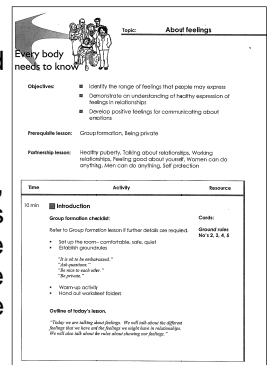 Topic: About feelings
Every body
needs to know
Objectives: ■ Identify the range of feelings that people may express
■ Demonstrate an understanding of healthy expression of
feelings in relationships
■ Develop positive feelings for communicating about
emotions
Prerequisite lesson: Group formation, Being private
Partnership lesson: Healthy puberty, Talking about relationships, Working
relationships, Feeling good about yourself, Women can do
anything, Men can do anything, Self protection
Time Activity Resource
10 min ■ Introduction
Group formation checklist: Cards:
Refer to Group formation lesson if further details are required. Ground rules
No's 2, 3, 4, 5
• Set up the room - comfortable, safe, quiet
• Establish groundrules
"It is ok to be embarrassed."
"Ask questions."
"Be nice to each other."
"Be private."
• Warm-up activity
• Hand out worksheet folders
Outline of today's lesson.
"Today we are talking about feelings. We will talk about the different
feelings that we have and the feelings we might have in relationships.
We will also talk about the rules about showing our feelings."